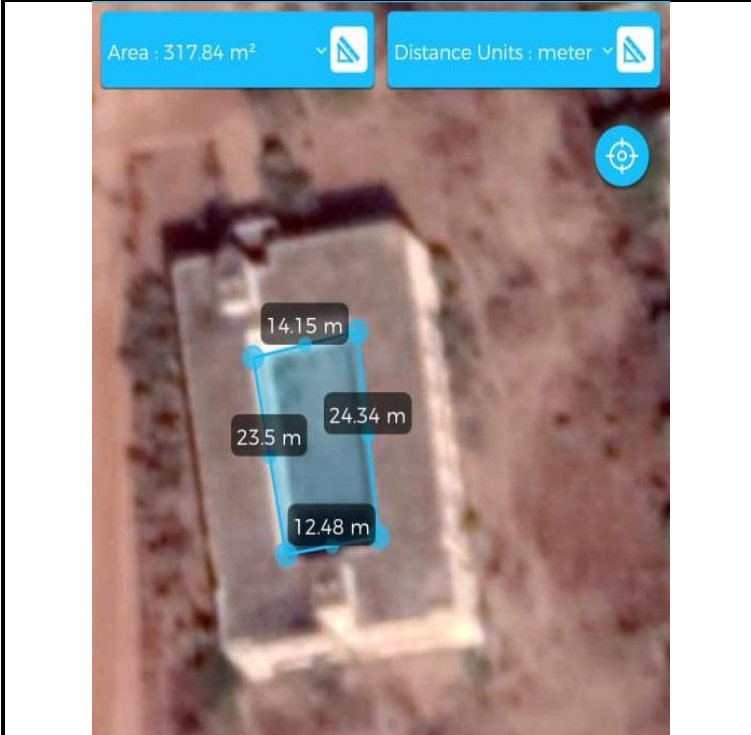 Area : 317.84 m²
Distance Units : meter
14.15 m
24.34 m
23.5 m
12.48 m